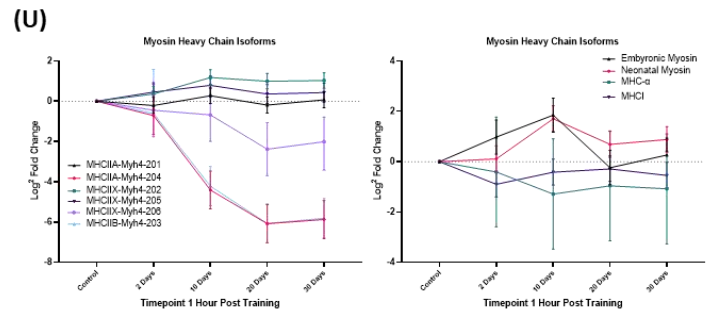 (U)
Myosin Heavy Chain Isoforms
2
0
-2
-4
-6
-8
Log² Fold Change
MHCIIA-Myh4-201
MHCIIA-Myh4-204
MHCIIX-Myh4-202
MHCIIX-Myh4-205
MHCIIX-Myh4-206
MHCIIB-Myh4-203
Control
2 Days
10 Days
20 Days
30 Days
Timepoint 1 Hour Post Training
Myosin Heavy Chain Isoforms
4
2
0
-2
-4
Log² Fold Change
Embyronic Myosin
Neonatal Myosin
MHC-α
MHCI
Control
2 Days
10 Days
20 Days
30 Days
Timepoint 1 Hour Post Training